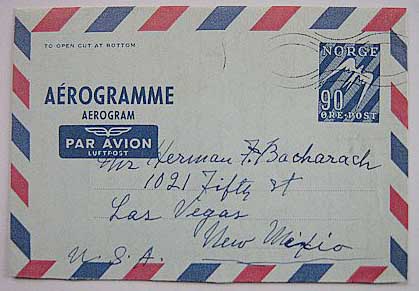 TO OPEN CUT AT BOTTOM
NORGE
90
ØRE·POST
AÉROGRAMME
AEROGRAM
PAR AVION
LUFTPOST
Mr Herman F. Bacharach
1021 Fifth st
Las Vegas
New Mexico
U.S.A.